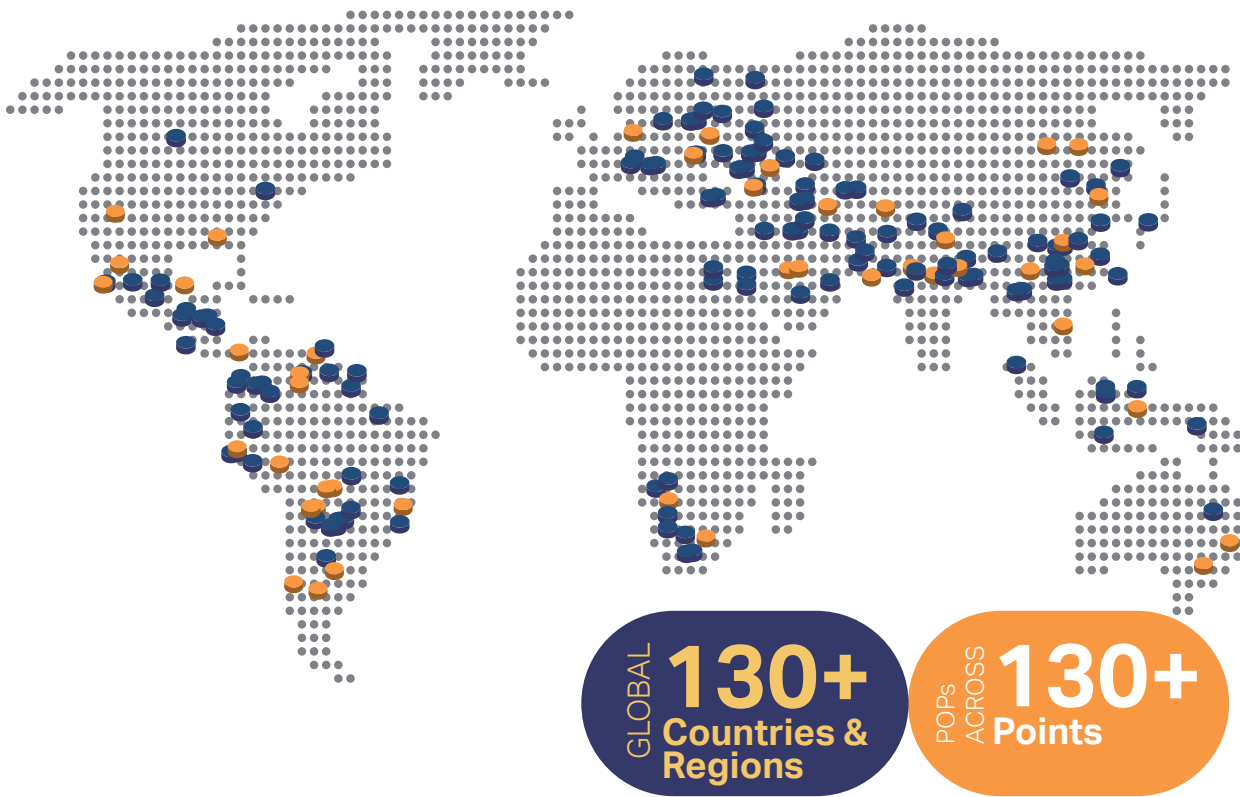 GLOBAL
130+
Countries &
Regions
POPs
ACROSS
130+
Points